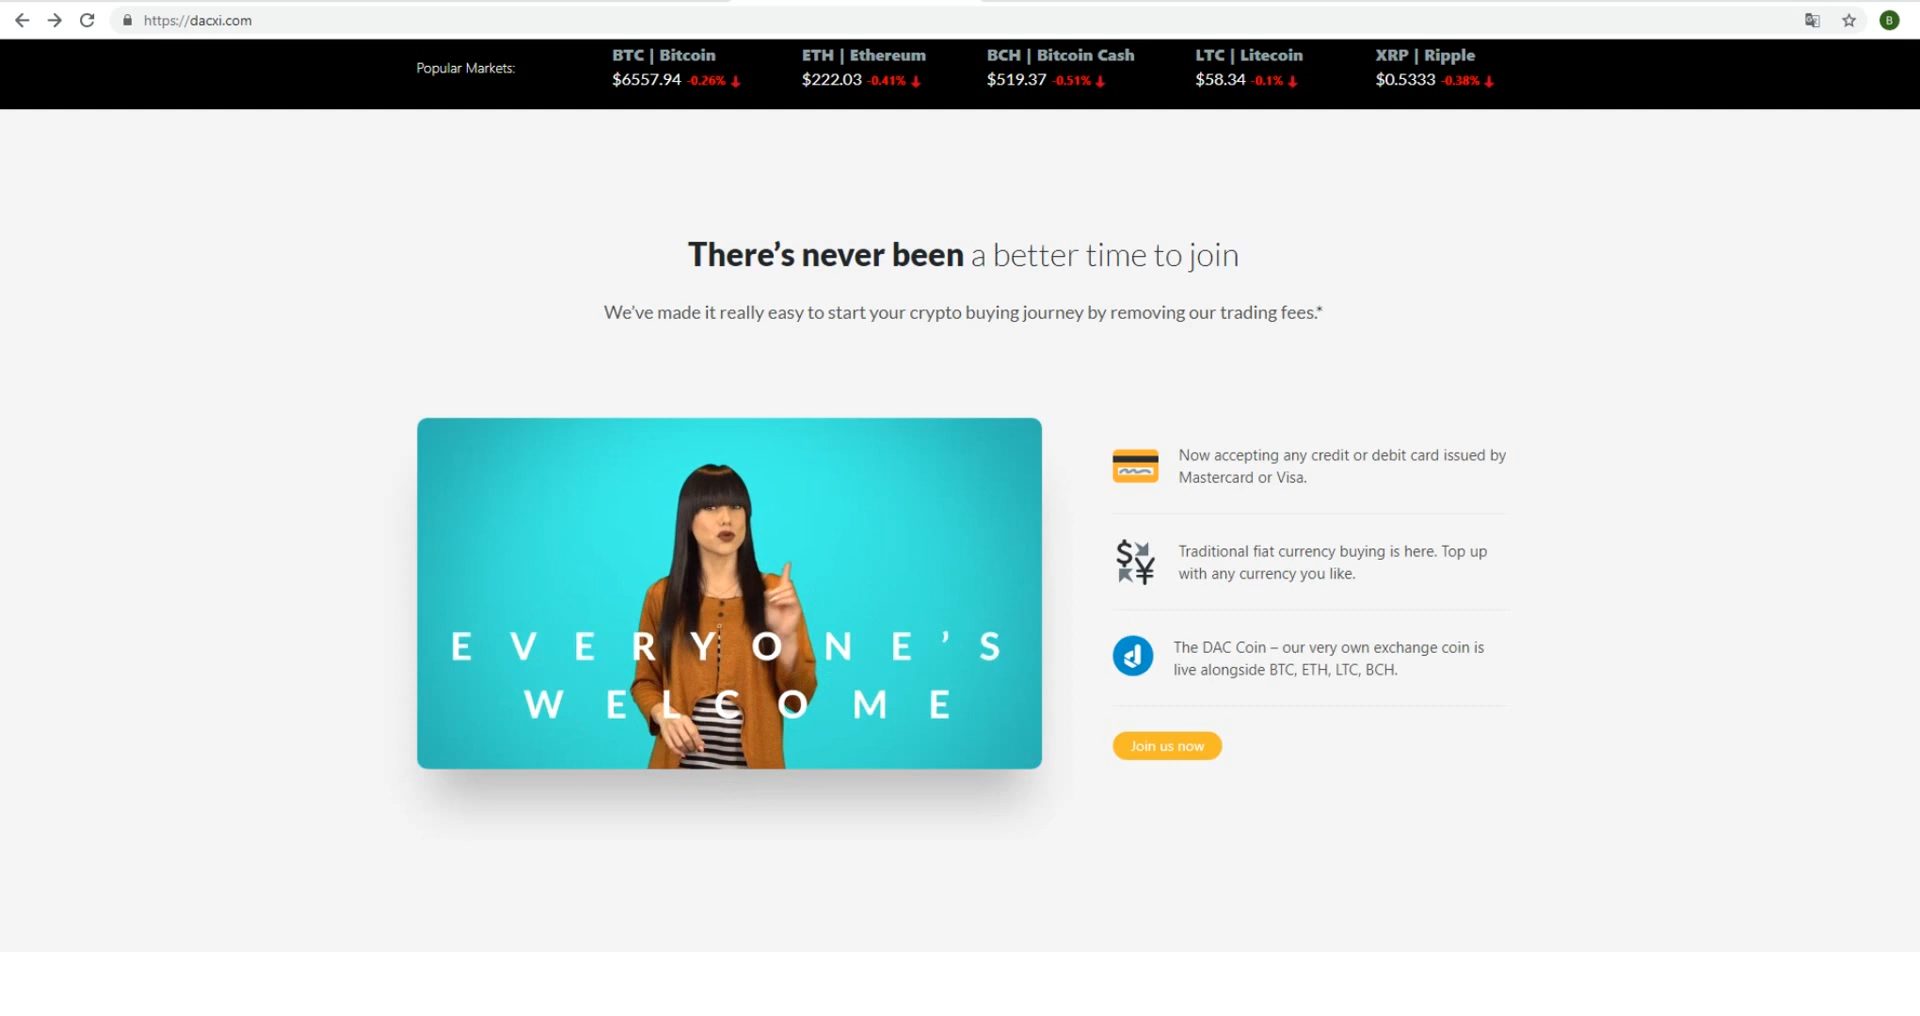 https://dacxi.com
B
Popular Markets:
BTC | Bitcoin
$6557.94 -0.26% ↓
ETH | Ethereum
$222.03 -0.41% ↓
BCH | Bitcoin Cash
$519.37 -0.51% ↓
LTC | Litecoin
$58.34 -0.1% ↓
XRP | Ripple
$0.5333 -0.38% ↓
There’s never been a better time to join
We’ve made it really easy to start your crypto buying journey by removing our trading fees.*
EVERYONE’S
WELCOME
Now accepting any credit or debit card issued by
Mastercard or Visa.
Traditional fiat currency buying is here. Top up
with any currency you like.
The DAC Coin – our very own exchange coin is
live alongside BTC, ETH, LTC, BCH.
Join us now